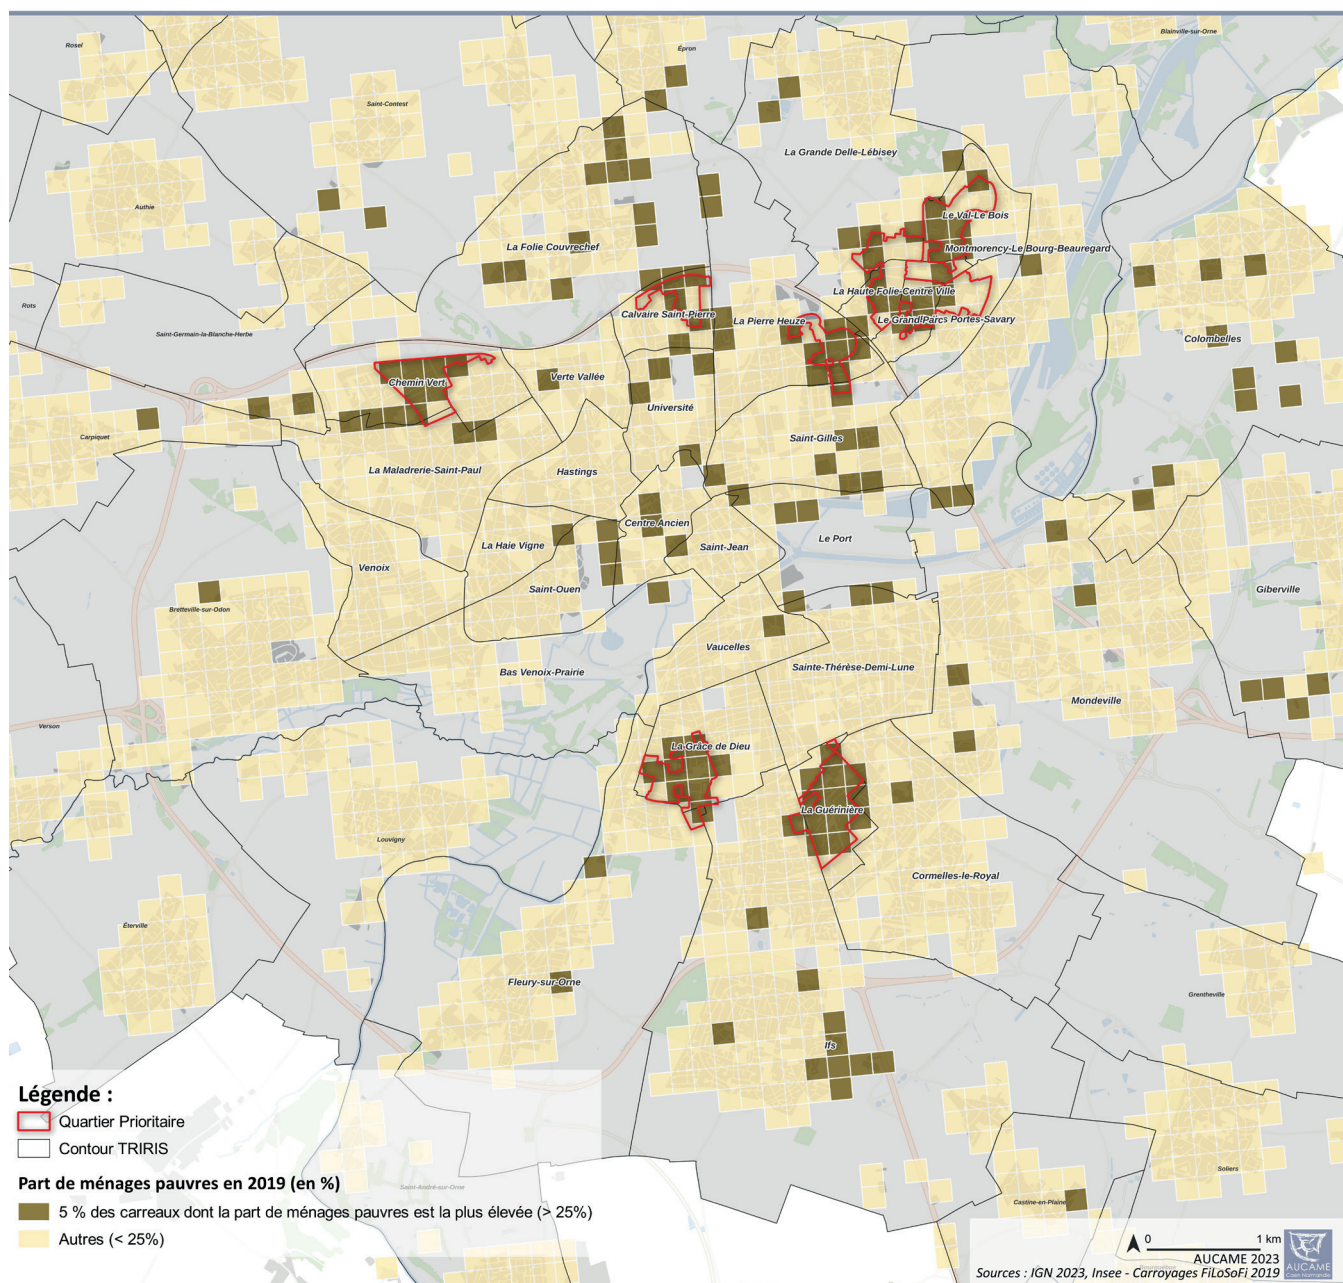 Rosel
Épron
Blainville-sur-Orne
Saint-Contest
La Grande Delle-Lébisey
Authie
Le Val-Le Bois
La Folie Couvrechef
Montmorency-Le Bourg-Beauregard
Rots
La Haute Folie-Centre Ville
Saint-Germain-la-Blanche-Herbe
Calvaire Saint-Pierre
La Pierre Heuze
Le Grand Parc
s Portes-Savary
Colombelles
Chemin Vert
Verte Vallée
Université
Carpiquet
Saint-Gilles
La Maladrerie-Saint-Paul
Hastings
Centre Ancien
Le Port
La Haie Vigne
Saint-Jean
Venoix
Saint-Ouen
Giberville
Bretteville-sur-Odon
Vaucelles
Bas Venoix-Prairie
Sainte-Thérèse-Demi-Lune
Mondeville
Verson
La Grâce de Dieu
La Guérinière
Louvigny
Cormelles-le-Royal
Éterville
Fleury-sur-Orne
Grentheville
Ifs
Légende :
Quartier Prioritaire
Contour TRIRIS
Soliers
Part de ménages pauvres en 2019 (en %)
Saint-André-sur-Orne
Castine-en-Plaine
5 % des carreaux dont la part de ménages pauvres est la plus élevée (> 25%)
Autres (< 25%)
0 1 km
AUCAME 2023
Sources : IGN 2023, Insee - Carroyages FiLoSoFi 2019
AUCAME
Caen Normandie